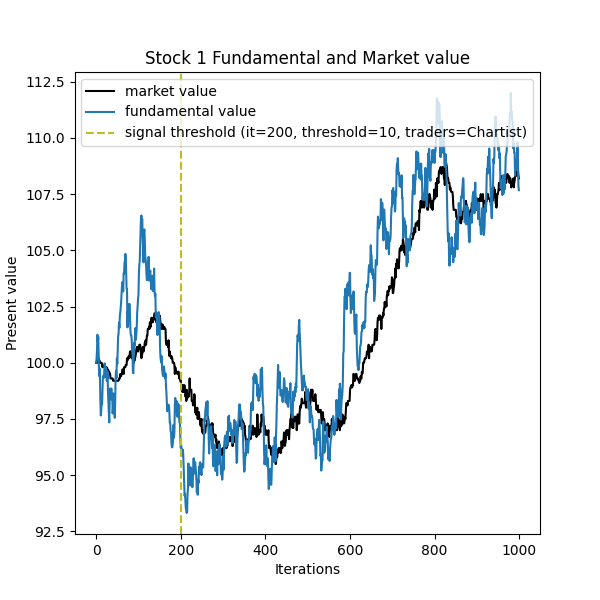 Stock 1 Fundamental and Market value
112.5
110.0
107.5
105.0
102.5
100.0
97.5
95.0
92.5
Present value
market value
fundamental value
signal threshold (it=200, threshold=10, traders=Chartist)
0 200 400 600 800 1000
Iterations